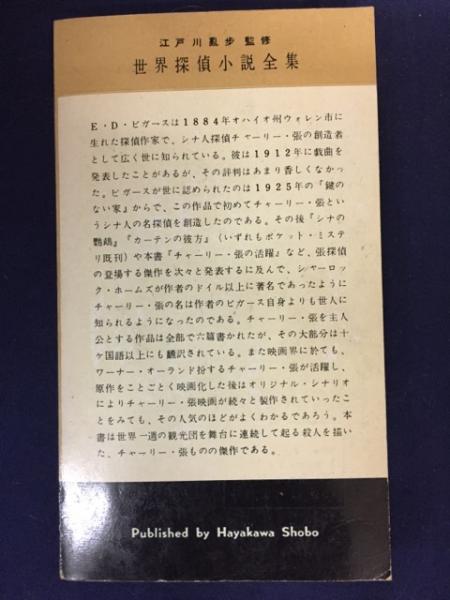 江戸川亂歩監修
世界探偵小説全集
E・D・ビガースは1884年オハイオ州ウォレン市に
生れた探偵作家で、シナ人探偵チャーリー・張の創造者
として広く世に知られている。彼は1912年に戯曲を
発表したことがあるが、その評判はあまり香しくなかっ
た。ビガースが世に認められたのは1925年の『鍵の
ない家』からで、この作品で初めてチャーリー・張とい
うシナ人の名探偵を創造したのである。その後『シナの
鸚鵡』『カーテンの彼方』（いずれもポケット・ミステ
リ既刊）や本書『チャーリー・張の活躍』など、張探偵
の登場する傑作を次々と発表するに及んで、シャーロッ
ク・ホームズが作者のドイル以上に著名であったように
チャーリー・張の名は作者のビガース自身よりも世人に
知られるようになったのである。チャーリー・張を主人
公とする作品は全部で六篇書かれたが、その大部分は十
ケ国語以上にも飜訳されている。また映画界に於ても、
ワーナー・オーランド扮するチャーリー・張が活躍し、
原作をことごとく映画化した後はオリジナル・シナリオ
によりチャーリー・張映画が続々と製作されていったこ
とをみても、その人気のほどがよくわかるであろう。本
書は世界一週の観光団を舞台に連続して起る殺人を描い
た、チャーリー・張ものの傑作である。
Published by Hayakawa Shobo